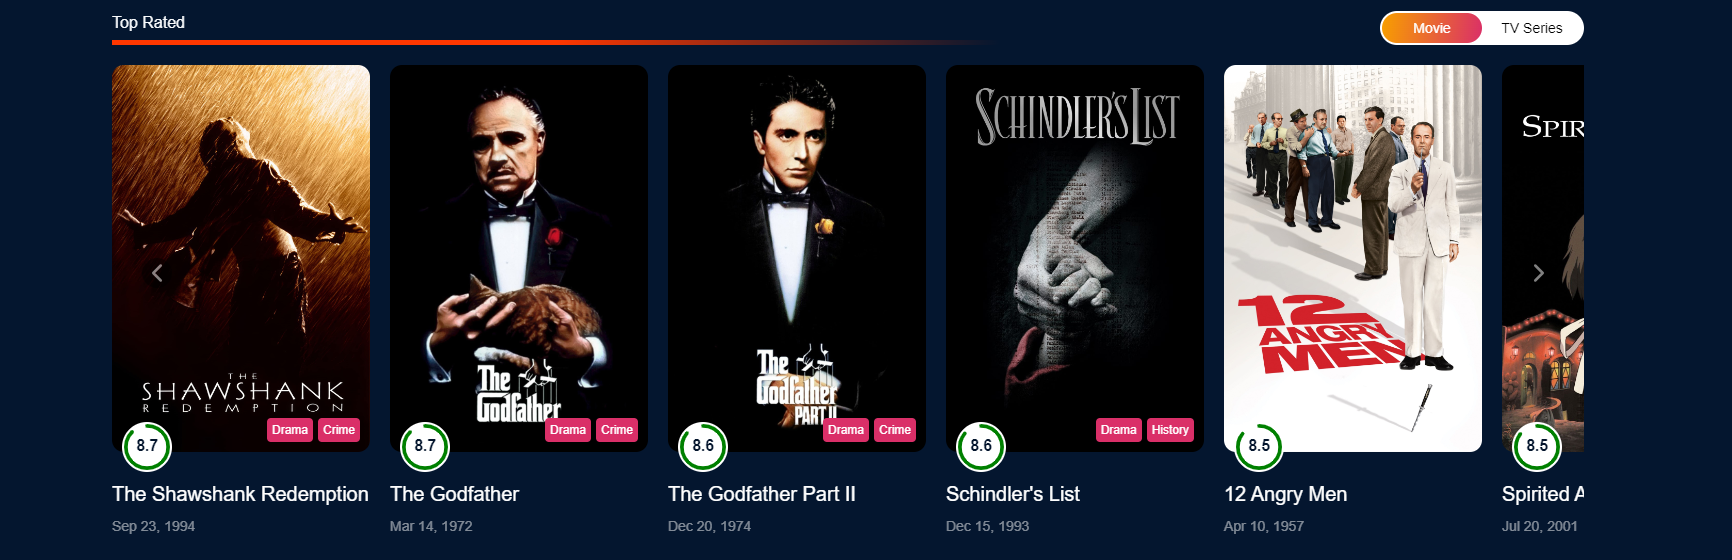 Top Rated
Movie
TV Series
THE
SHAWSHANK
REDEMPTION
Drama
Crime
8.7
The Shawshank Redemption
Sep 23, 1994
The
Godfather
Drama
Crime
8.7
The Godfather
Mar 14, 1972
The
Godfather
PART II
Drama
Crime
8.6
The Godfather Part II
Dec 20, 1974
SCHINDLER'S LIST
Drama
History
8.6
Schindler's List
Dec 15, 1993
12
ANGRY
MEN
8.5
12 Angry Men
Apr 10, 1957
SPIR
8.5
Spirited A
Jul 20, 2001